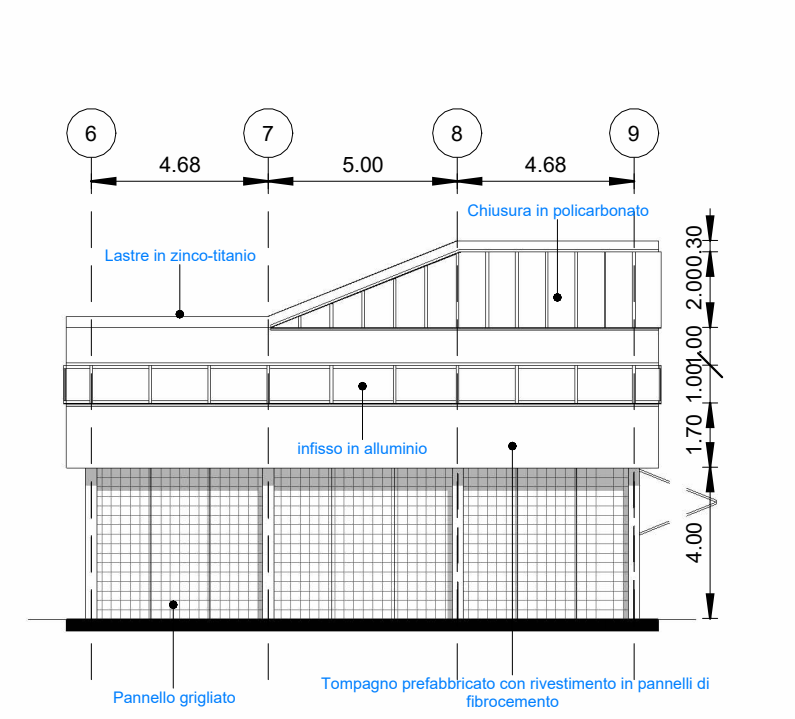 6 7 8 9
4.68 5.00 4.68
Chiusura in policarbonato
Lastre in zinco-titanio
0.30
2.00
1.00
1.00
1.70
4.00
infisso in alluminio
Pannello grigliato
Tompagno prefabbricato con rivestimento in pannelli di
fibrocemento